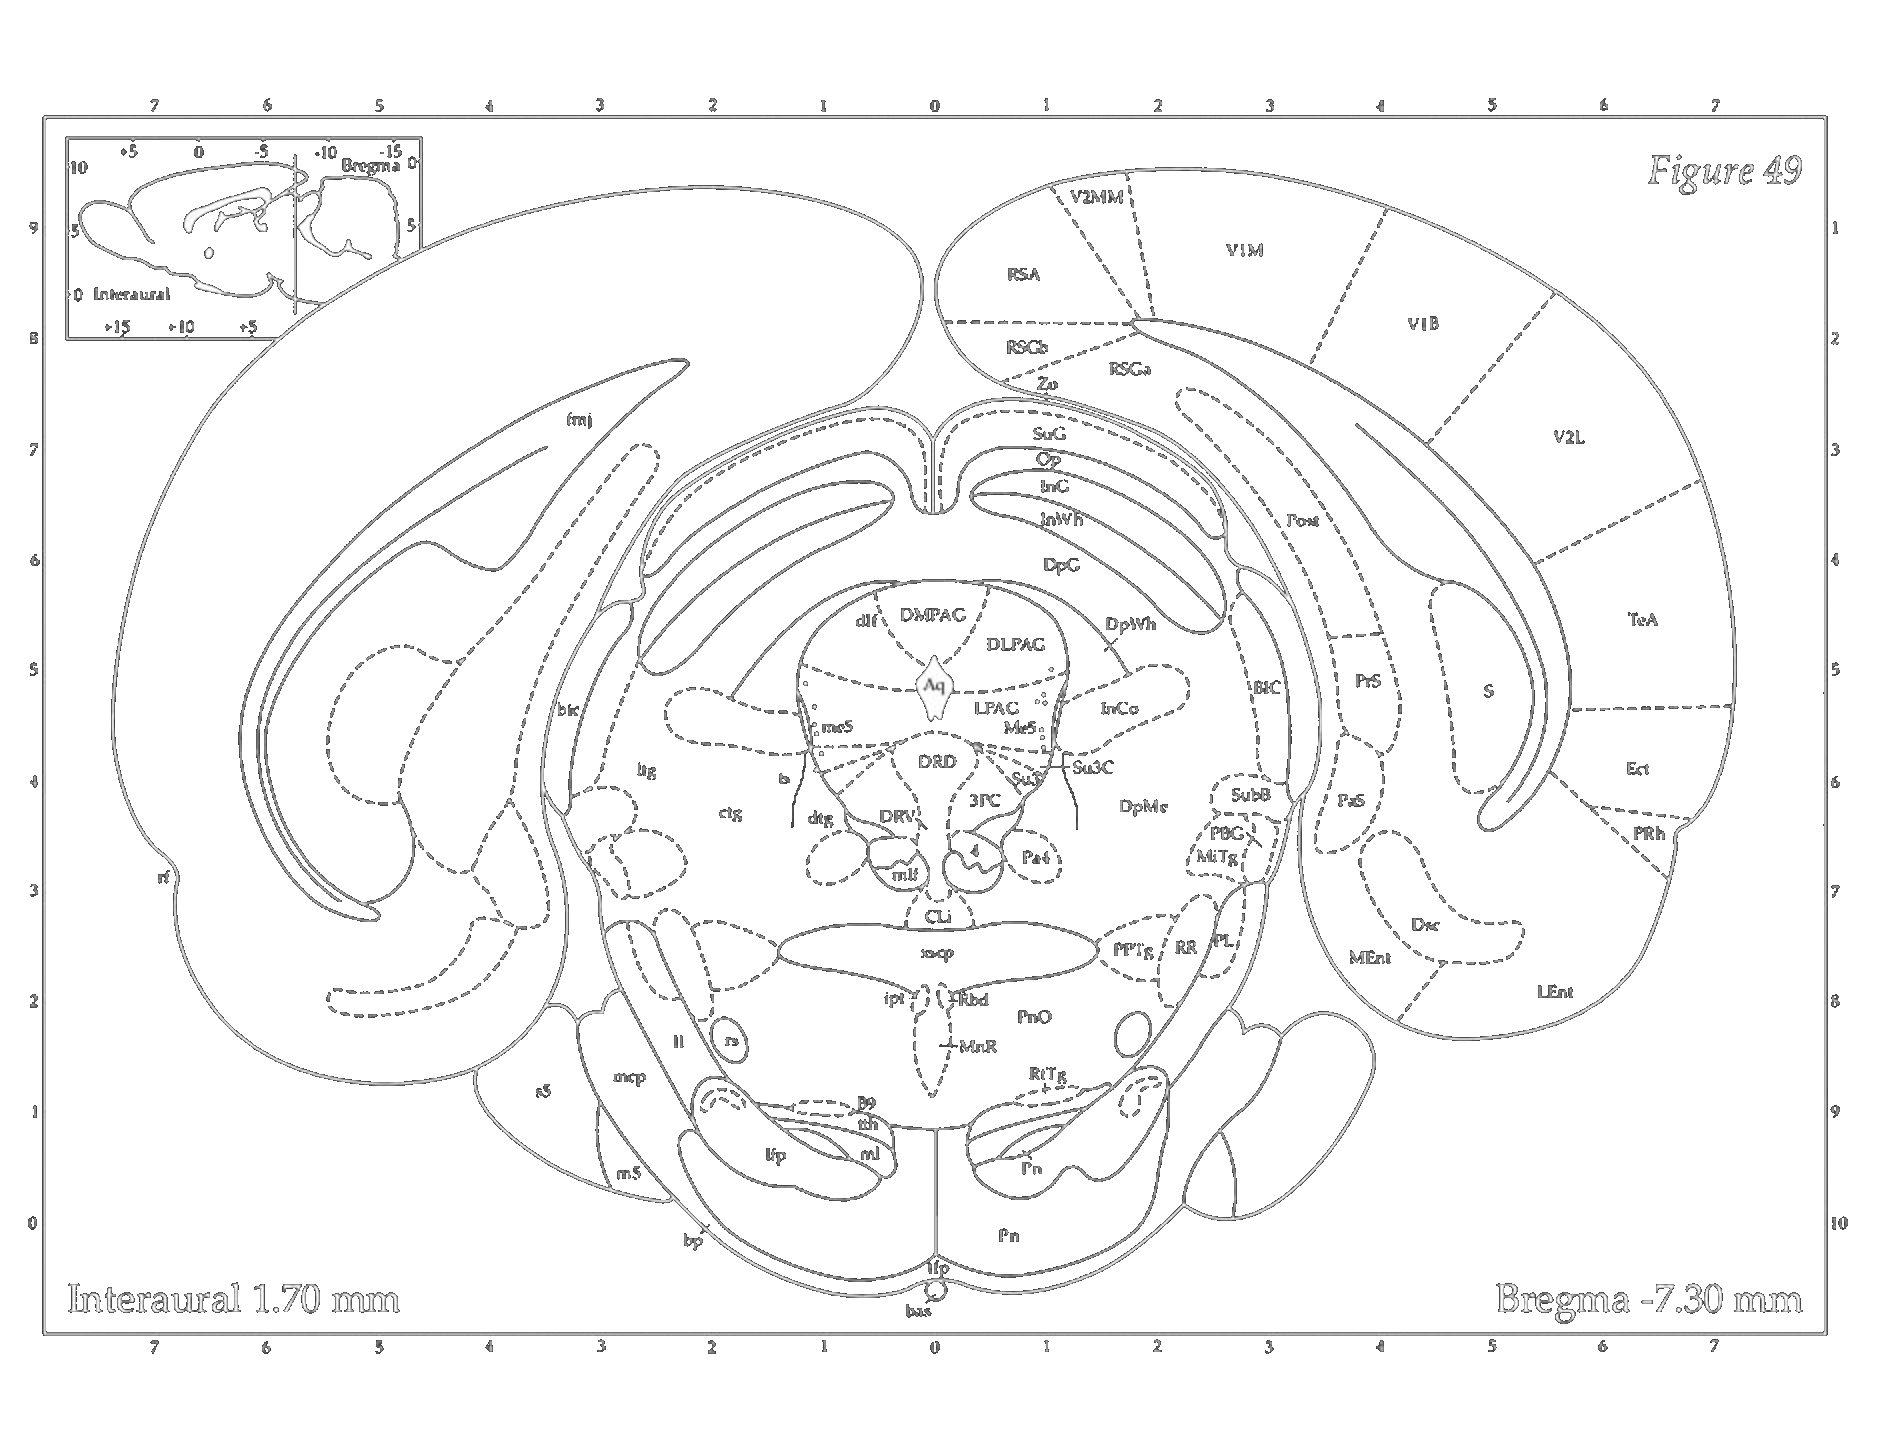 7 6 5 4 3 2 1 0 1 2 3 4 5 6 7
Figure 49
+5 0 -5 -10 -15
10 Bregma 0
5 5
0 Interaural
+15 +10 +5
9 8 7 6 5 4 3 2 1 0
1 2 3 4 5 6 7 8 9 10
V2MM
V1M
RSA
V1B
RSGb
RSGa
Zo
fmj
SuG
V2L
Op
InG
InWh
Post
DpG
dlf
DMPAG
DpWh
TeA
DLPAG
Aq
BIC
PrS
S
bic
LPAG
InCo
me5
Me5
DRD
Su3C
Ect
ltg
ts
Su3
SubB
PaS
3PC
ctg
dtg
DRV
DpMe
PBG
PRh
4
Pa4
MiTg
rf
mlf
CLi
Dsc
xscp
PPTg
RR
PL
MEnt
LEnt
ipt
Rbd
PnO
ll
rs
MnR
mcp
RtTg
s5
B9
tth
lfp
ml
Pn
m5
bp
Pn
lfp
bas
Interaural 1.70 mm
Bregma -7.30 mm
7 6 5 4 3 2 1 0 1 2 3 4 5 6 7